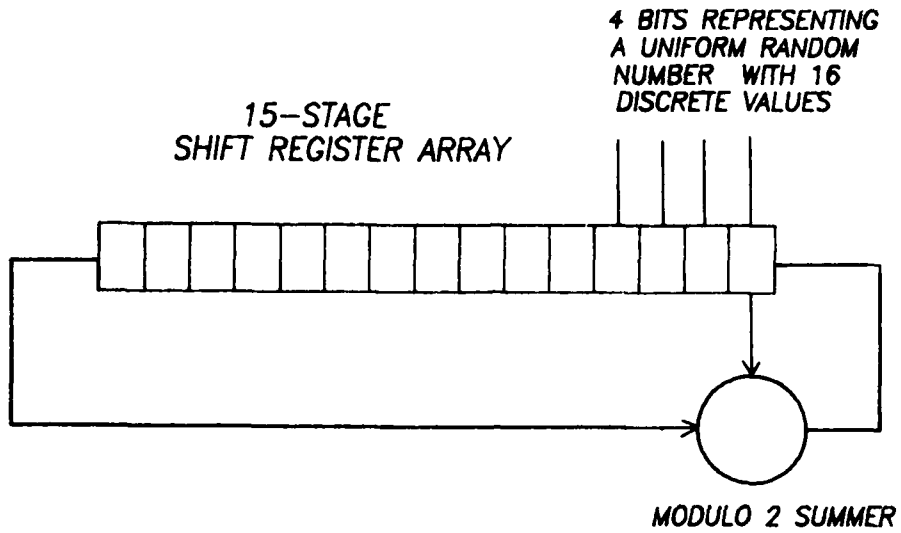 4 BITS REPRESENTING
A UNIFORM RANDOM
NUMBER WITH 16
DISCRETE VALUES
15-STAGE
SHIFT REGISTER ARRAY
MODULO 2 SUMMER